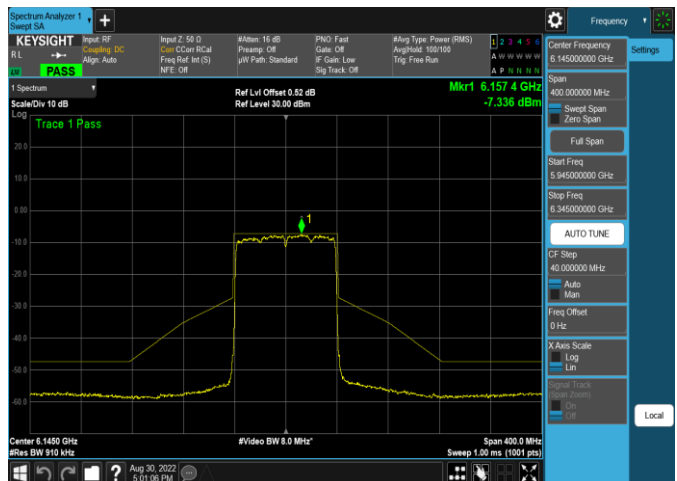 Spectrum Analyzer 1
Swept SA
+
Frequency
KEYSIGHT
R L
LW
PASS
Input: RF
Coupling: DC
Align: Auto
Input Z: 50 Ω
Corr CCorr RCal
Freq Ref: Int (S)
NFE: Off
#Atten: 16 dB
Preamp: Off
µW Path: Standard
PNO: Fast
Gate: Off
IF Gain: Low
Sig Track: Off
#Avg Type: Power (RMS)
Avg|Hold: 100/100
Trig: Free Run
1 2 3 4 5 6
A W W W W W
A P N N N N
1 Spectrum
Scale/Div 10 dB
Log
Ref Lvl Offset 0.52 dB
Ref Level 30.00 dBm
Mkr1 6.157 4 GHz
-7.336 dBm
Trace 1 Pass
20.0
10.0
0.00
-10.0
-20.0
-30.0
-40.0
-50.0
-60.0
1
Center 6.1450 GHz
#Res BW 910 kHz
#Video BW 8.0 MHz*
Span 400.0 MHz
Sweep 1.00 ms (1001 pts)
Aug 30, 2022
5:01:06 PM
?
Center Frequency
6.145000000 GHz
Settings
Span
400.000000 MHz
Swept Span
Zero Span
Full Span
Start Freq
5.945000000 GHz
Stop Freq
6.345000000 GHz
AUTO TUNE
CF Step
40.000000 MHz
Auto
Man
Freq Offset
0 Hz
X Axis Scale
Log
Lin
Signal Track
(Span Zoom)
On
Off
Local